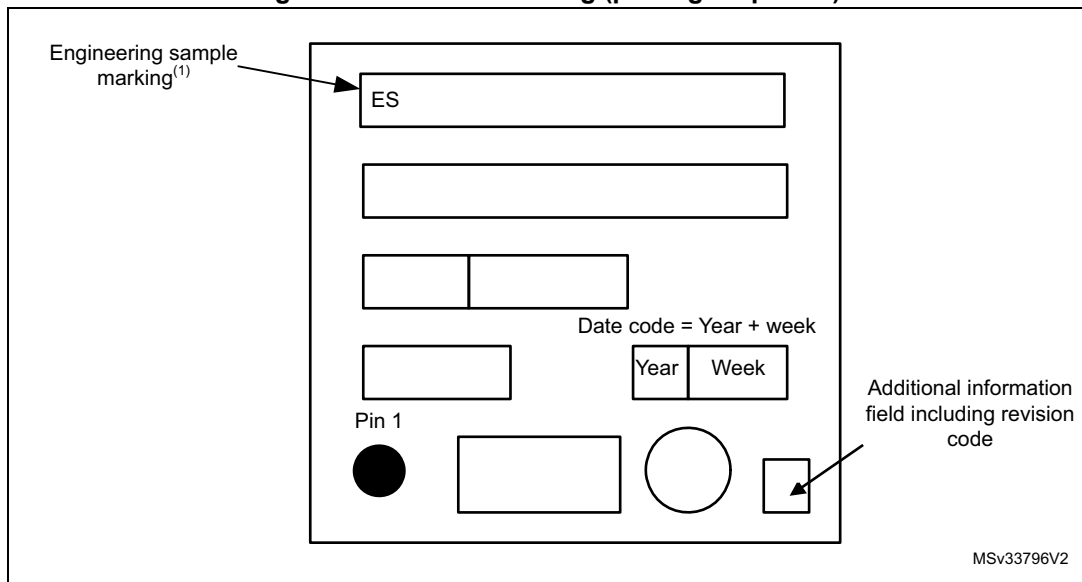 Engineering sample
marking(1)
ES
Date code = Year + week
Year Week
Additional information
field including revision
code
Pin 1
MSv33796V2